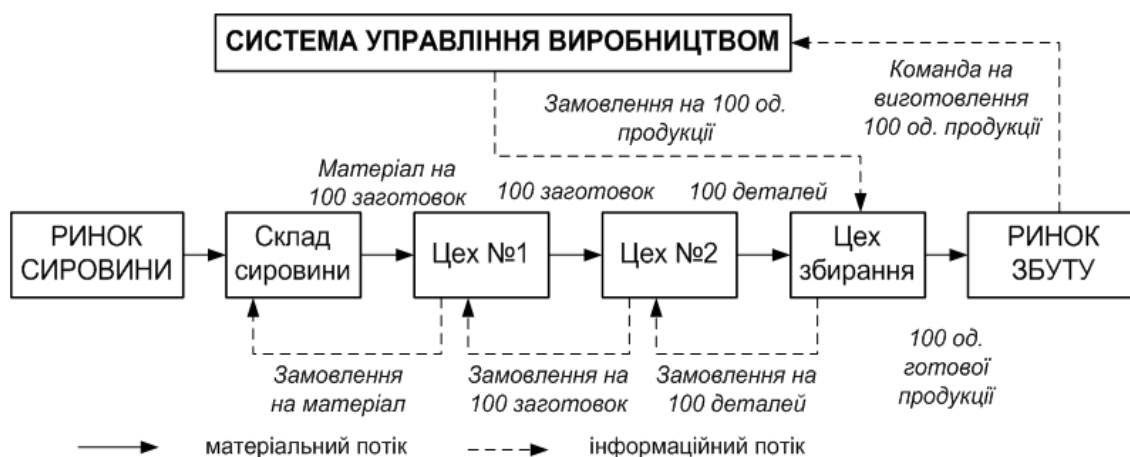 СИСТЕМА УПРАВЛІННЯ ВИРОБНИЦТВОМ
Команда на
виготовлення
100 од. продукції
Замовлення на 100 од.
продукції
Матеріал на
100 заготовок
100 заготовок
100 деталей
РИНОК
СИРОВИНИ
Склад
сировини
Цех №1
Цех №2
Цех
збирання
РИНОК
ЗБУТУ
Замовлення
на матеріал
Замовлення на
100 заготовок
Замовлення на
100 деталей
100 од.
готової
продукції
матеріальний потік
інформаційний потік